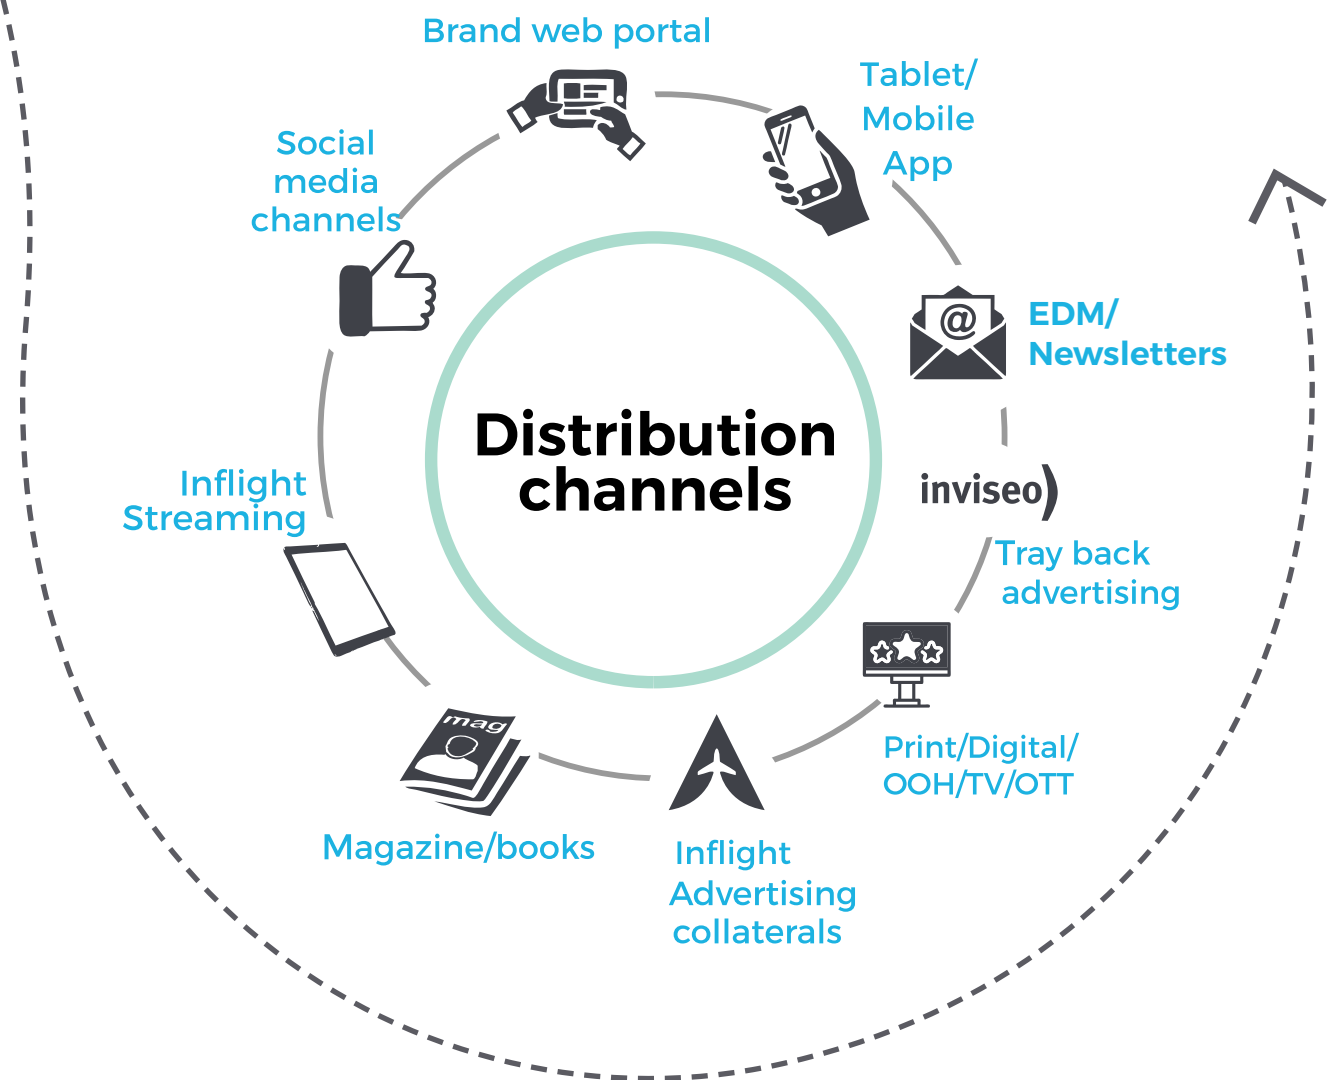 Brand web portal
Tablet/
Mobile
App
Social
media
channels
EDM/
Newsletters
@
Distribution
channels
inviseo)
Tray back
advertising
Inflight
Streaming
Print/Digital/
OOH/TV/OTT
mag
Magazine/books
Inflight
Advertising
collaterals